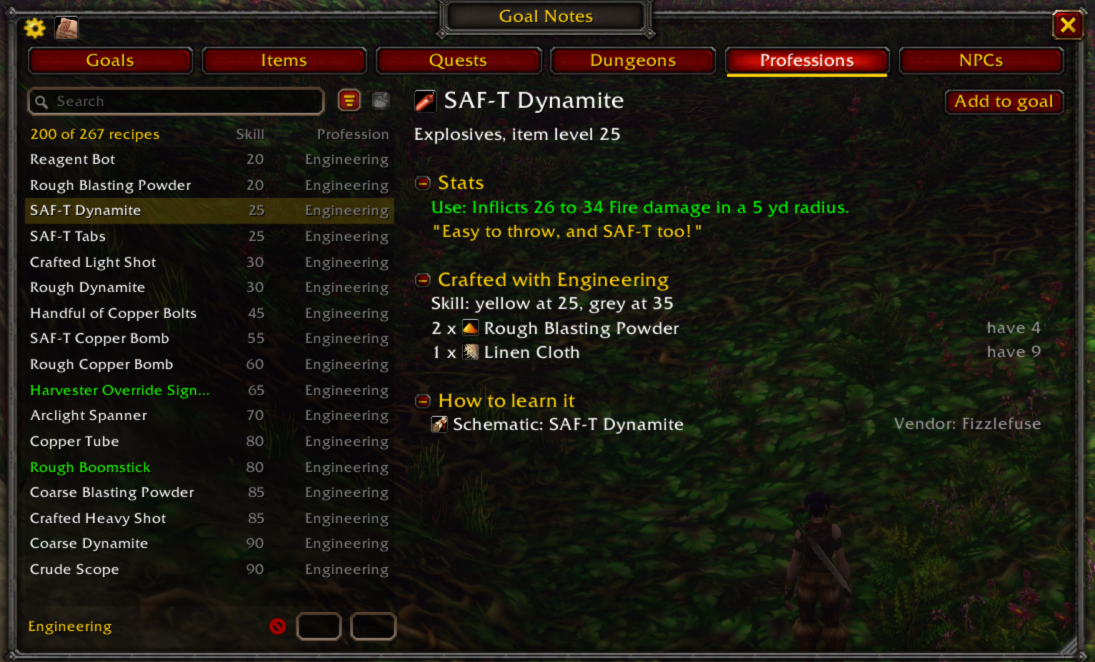 Goal Notes
Goals Items Quests Dungeons Professions NPCs
Search
200 of 267 recipes Skill Profession
Reagent Bot 20 Engineering
Rough Blasting Powder 20 Engineering
SAF-T Dynamite 25 Engineering
SAF-T Tabs 25 Engineering
Crafted Light Shot 30 Engineering
Rough Dynamite 30 Engineering
Handful of Copper Bolts 45 Engineering
SAF-T Copper Bomb 55 Engineering
Rough Copper Bomb 60 Engineering
Harvester Override Sign... 65 Engineering
Arclight Spanner 70 Engineering
Copper Tube 80 Engineering
Rough Boomstick 80 Engineering
Coarse Blasting Powder 85 Engineering
Crafted Heavy Shot 85 Engineering
Coarse Dynamite 90 Engineering
Crude Scope 90 Engineering
Engineering
SAF-T Dynamite Add to goal
Explosives, item level 25
Stats
Use: Inflicts 26 to 34 Fire damage in a 5 yd radius.
"Easy to throw, and SAF-T too!"
Crafted with Engineering
Skill: yellow at 25, grey at 35
2 x Rough Blasting Powder have 4
1 x Linen Cloth have 9
How to learn it
Schematic: SAF-T Dynamite Vendor: Fizzlefuse